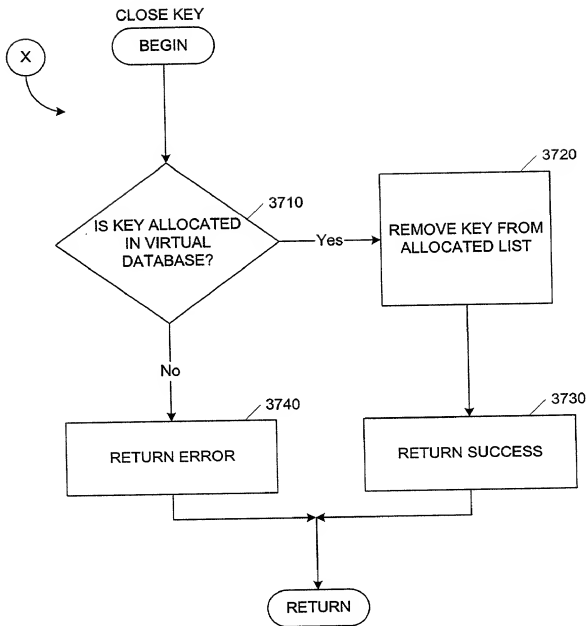 CLOSE KEY
BEGIN
X
3710
IS KEY ALLOCATED
IN VIRTUAL
DATABASE?
Yes
3720
REMOVE KEY FROM
ALLOCATED LIST
No
3740
RETURN ERROR
3730
RETURN SUCCESS
RETURN